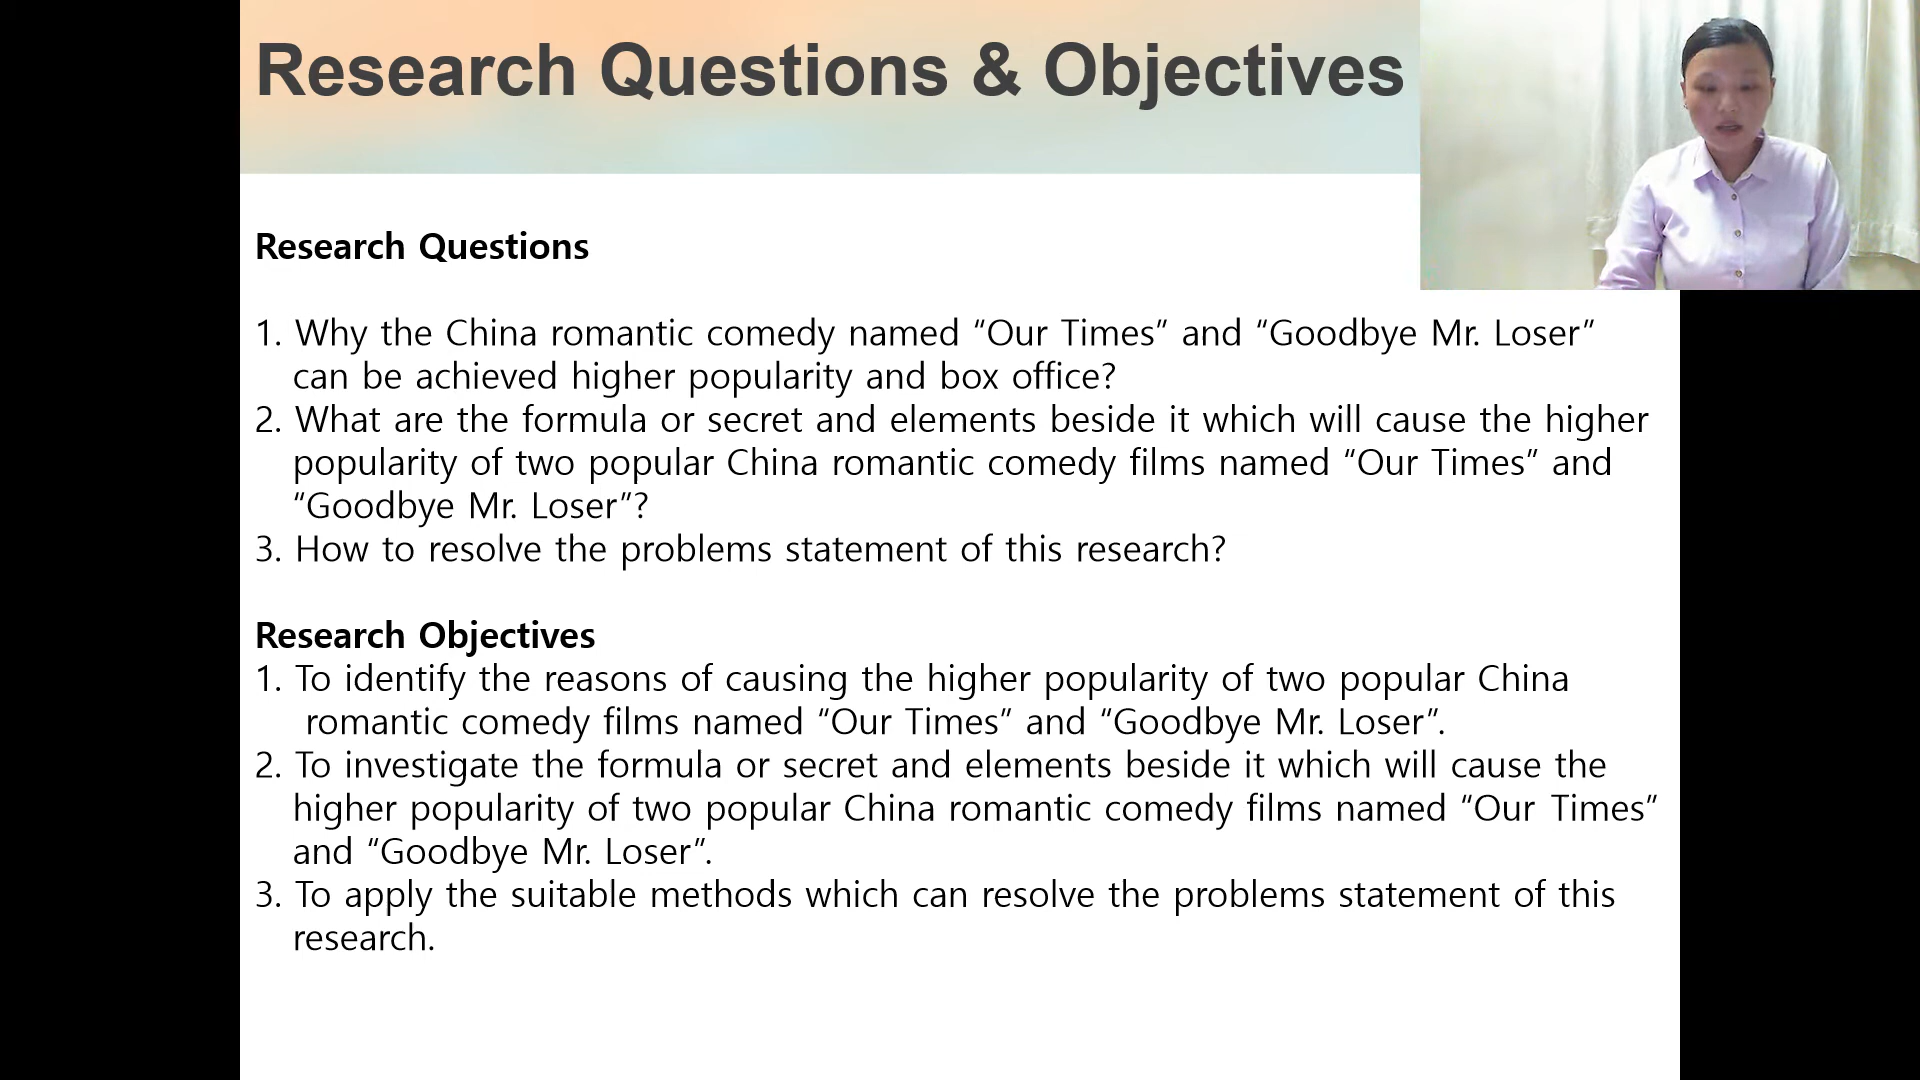 Research Questions & Objectives
Research Questions
1. Why the China romantic comedy named “Our Times” and “Goodbye Mr. Loser”
can be achieved higher popularity and box office?
2. What are the formula or secret and elements beside it which will cause the higher
popularity of two popular China romantic comedy films named “Our Times” and
“Goodbye Mr. Loser”?
3. How to resolve the problems statement of this research?
Research Objectives
1. To identify the reasons of causing the higher popularity of two popular China
romantic comedy films named “Our Times” and “Goodbye Mr. Loser”.
2. To investigate the formula or secret and elements beside it which will cause the
higher popularity of two popular China romantic comedy films named “Our Times”
and “Goodbye Mr. Loser”.
3. To apply the suitable methods which can resolve the problems statement of this
research.